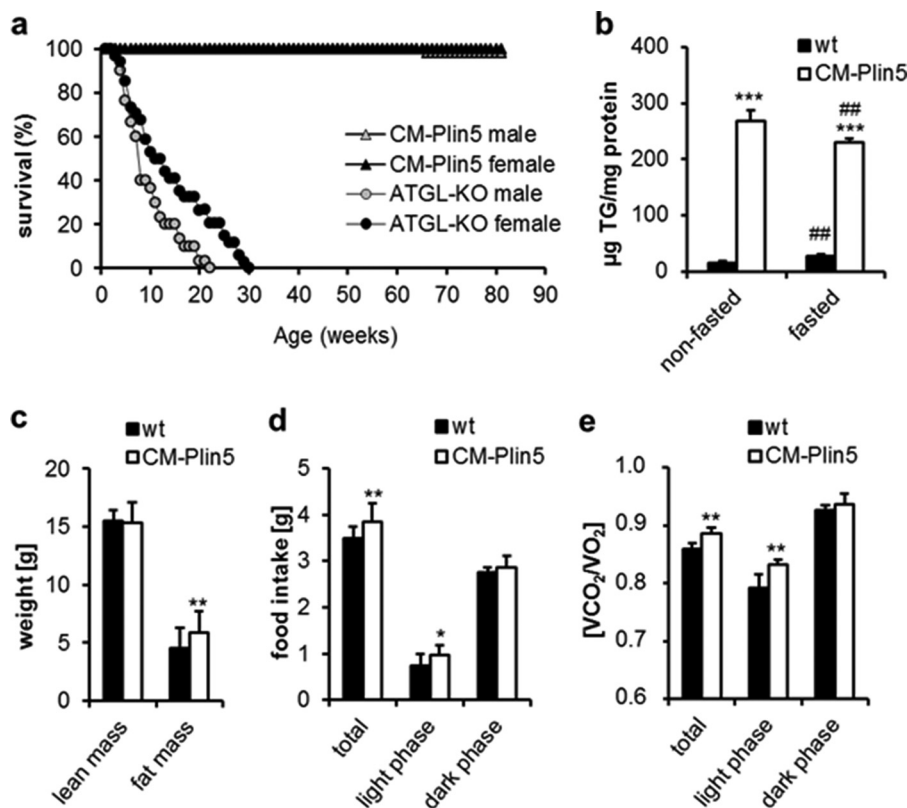 a
survival (%)
100
80
60
40
20
0
0
10
20
30
40
50
60
70
80
90
Age (weeks)
CM-Plin5 male
CM-Plin5 female
ATGL-KO male
ATGL-KO female
b
wt
CM-Plin5
µg TG/mg protein
400
300
200
100
0
***
##
##
***
non-fasted
fasted
c
wt
CM-Plin5
weight [g]
20
15
10
5
0
**
lean mass
fat mass
d
wt
CM-Plin5
food intake [g]
5
4
3
2
1
0
**
*
total
light phase
dark phase
e
wt
CM-Plin5
[VCO₂/VO₂]
1.0
0.9
0.8
0.7
0.6
**
**
total
light phase
dark phase